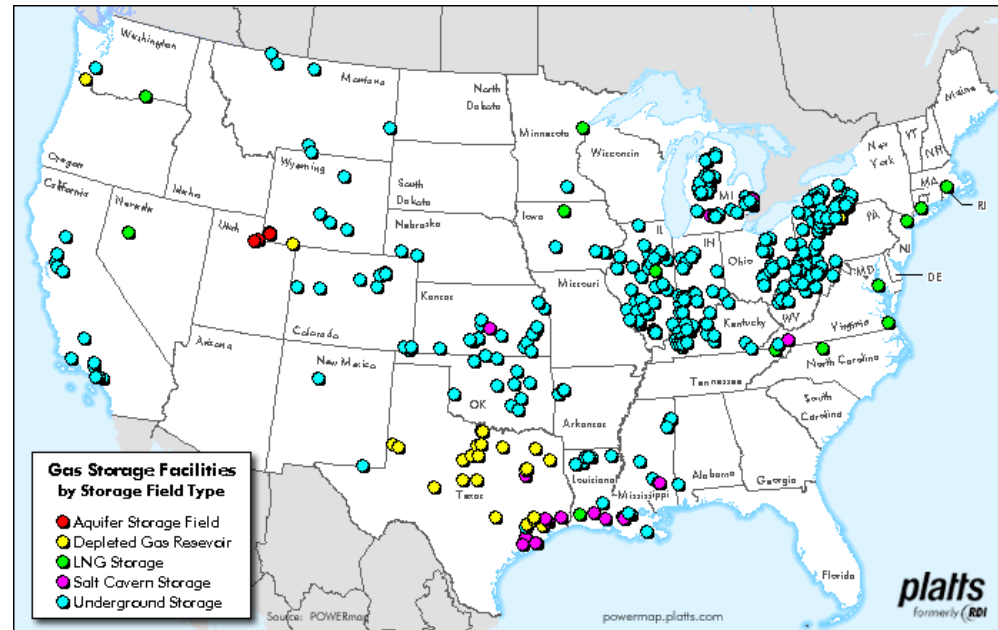 Washington
Montana
North
Dakota
Minnesota
Wisconsin
Maine
VT
NH
New
York
MA
CT
RI
Oregon
Idaho
Wyoming
South
Dakota
MI
PA
NJ
California
Nevada
Utah
Nebraska
Iowa
IL
IN
Ohio
MD
DE
Colorado
Kansas
Missouri
WV
Kentucky
Virginia
Arizona
New Mexico
OK
Arkansas
Tennessee
North Carolina
South
Carolina
Texas
Louisiana
Mississippi
Alabama
Georgia
Florida
Gas Storage Facilities
by Storage Field Type
Aquifer Storage Field
Depleted Gas Resevoir
LNG Storage
Salt Cavern Storage
Underground Storage
Source: POWERmap
powermap.platts.com
platts
formerly RDI